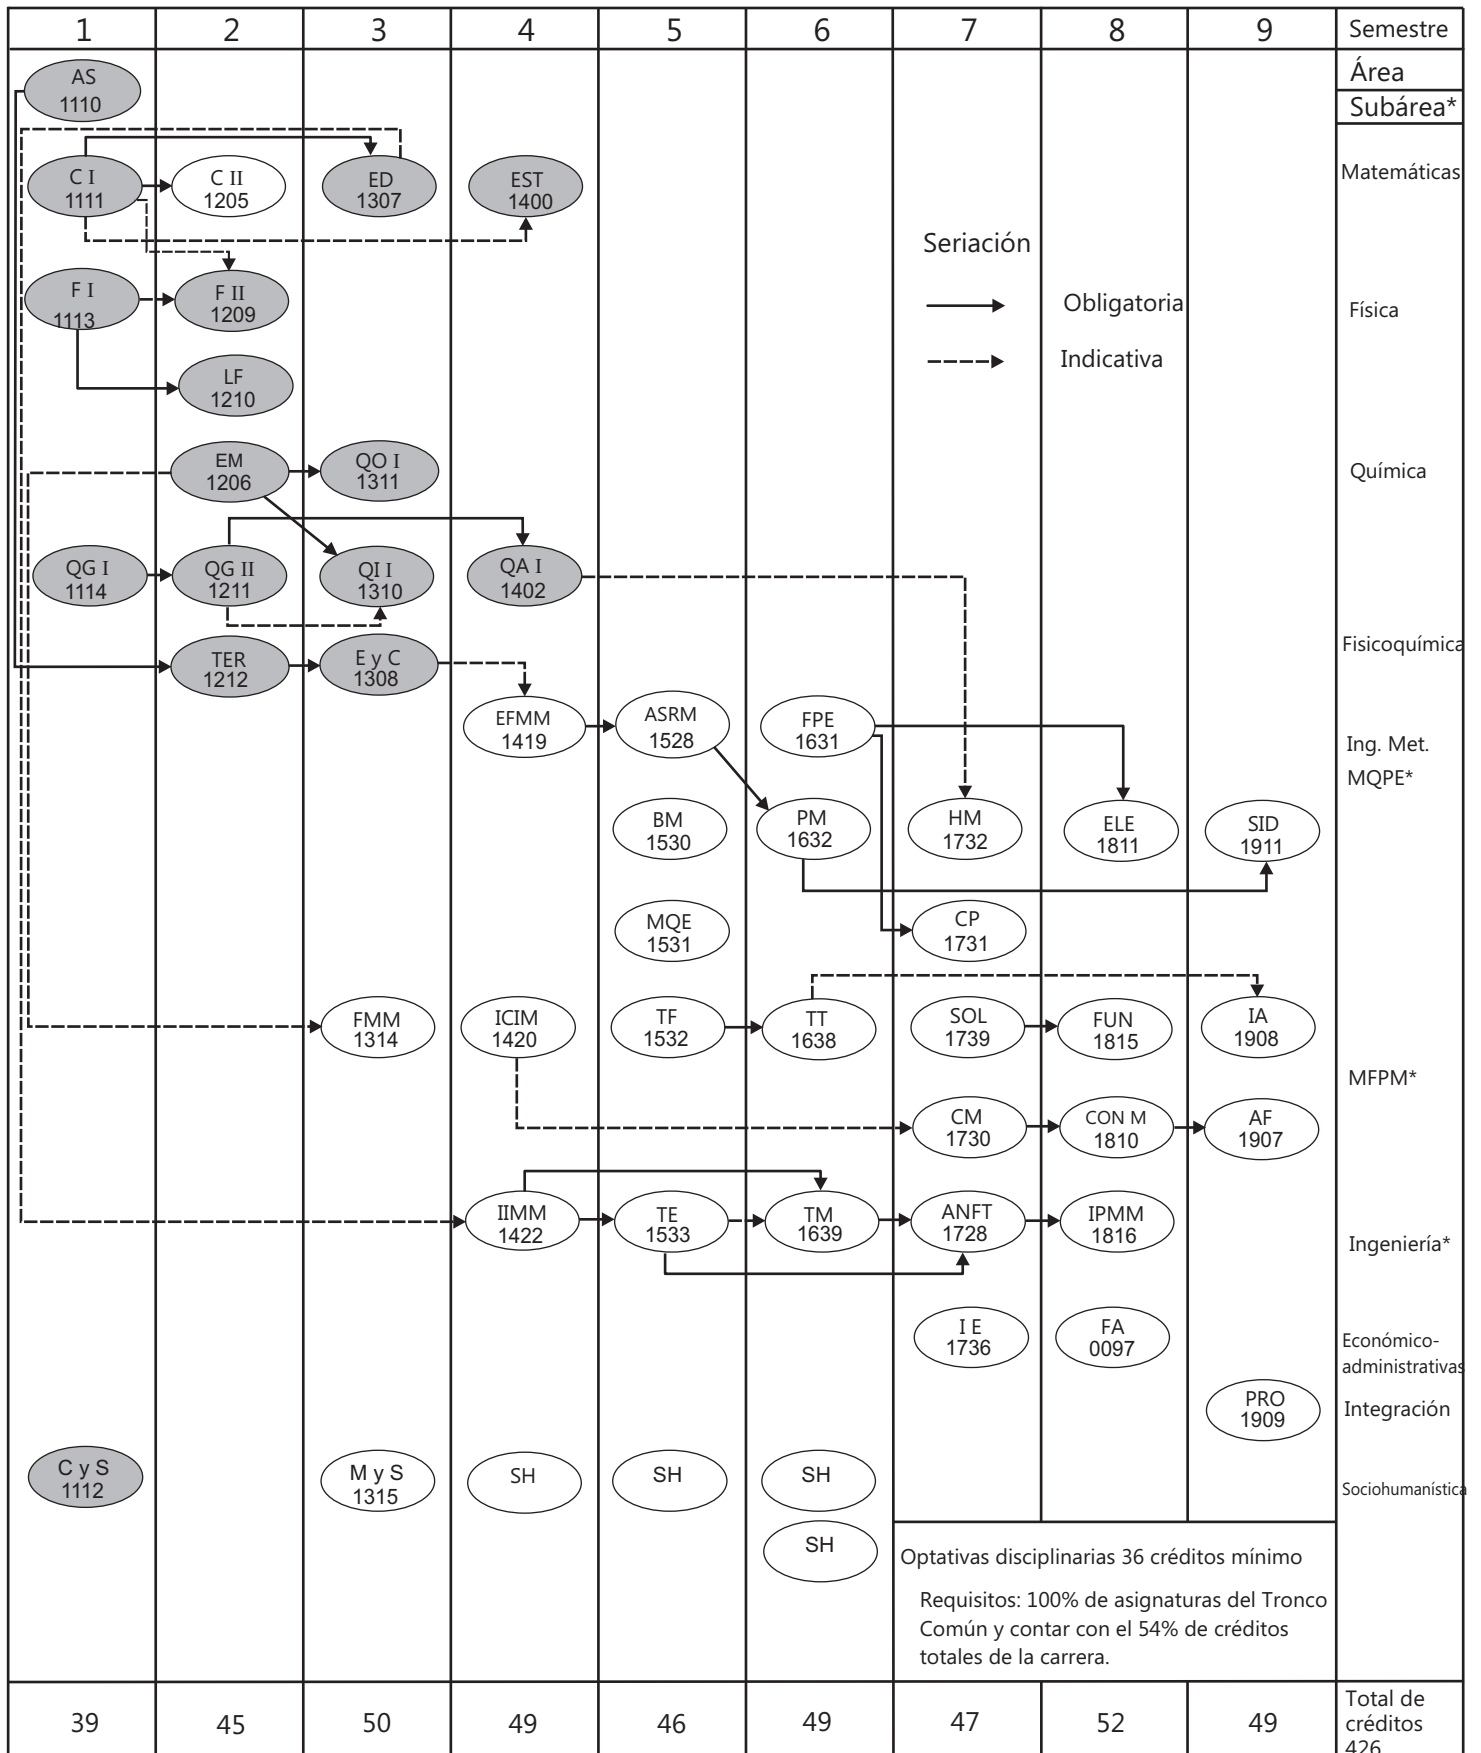 1 2 3 4 5 6 7 8 9 Semestre
AS
1110
Área
Subárea*
C I
1111
C II
1205
ED
1307
EST
1400
Matemáticas
Seriación
Obligatoria
Indicativa
F I
1113
F II
1209
Física
LF
1210
EM
1206
QO I
1311
Química
QG I
1114
QG II
1211
QI I
1310
QA I
1402
TER
1212
E y C
1308
Fisicoquímica
EFMM
1419
ASRM
1528
FPE
1631
Ing. Met.
MQPE*
BM
1530
PM
1632
HM
1732
ELE
1811
SID
1911
MQE
1531
CP
1731
FMM
1314
ICIM
1420
TF
1532
TT
1638
SOL
1739
FUN
1815
IA
1908
MFPM*
CM
1730
CON M
1810
AF
1907
IIMM
1422
TE
1533
TM
1639
ANFT
1728
IPMM
1816
Ingeniería*
I E
1736
FA
0097
Económico-
administrativas
PRO
1909
Integración
C y S
1112
M y S
1315
SH
SH
SH
Sociohumanística
SH
Optativas disciplinarias 36 créditos mínimo
Requisitos: 100% de asignaturas del Tronco
Común y contar con el 54% de créditos
totales de la carrera.
39 45 50 49 46 49 47 52 49
Total de
créditos
426